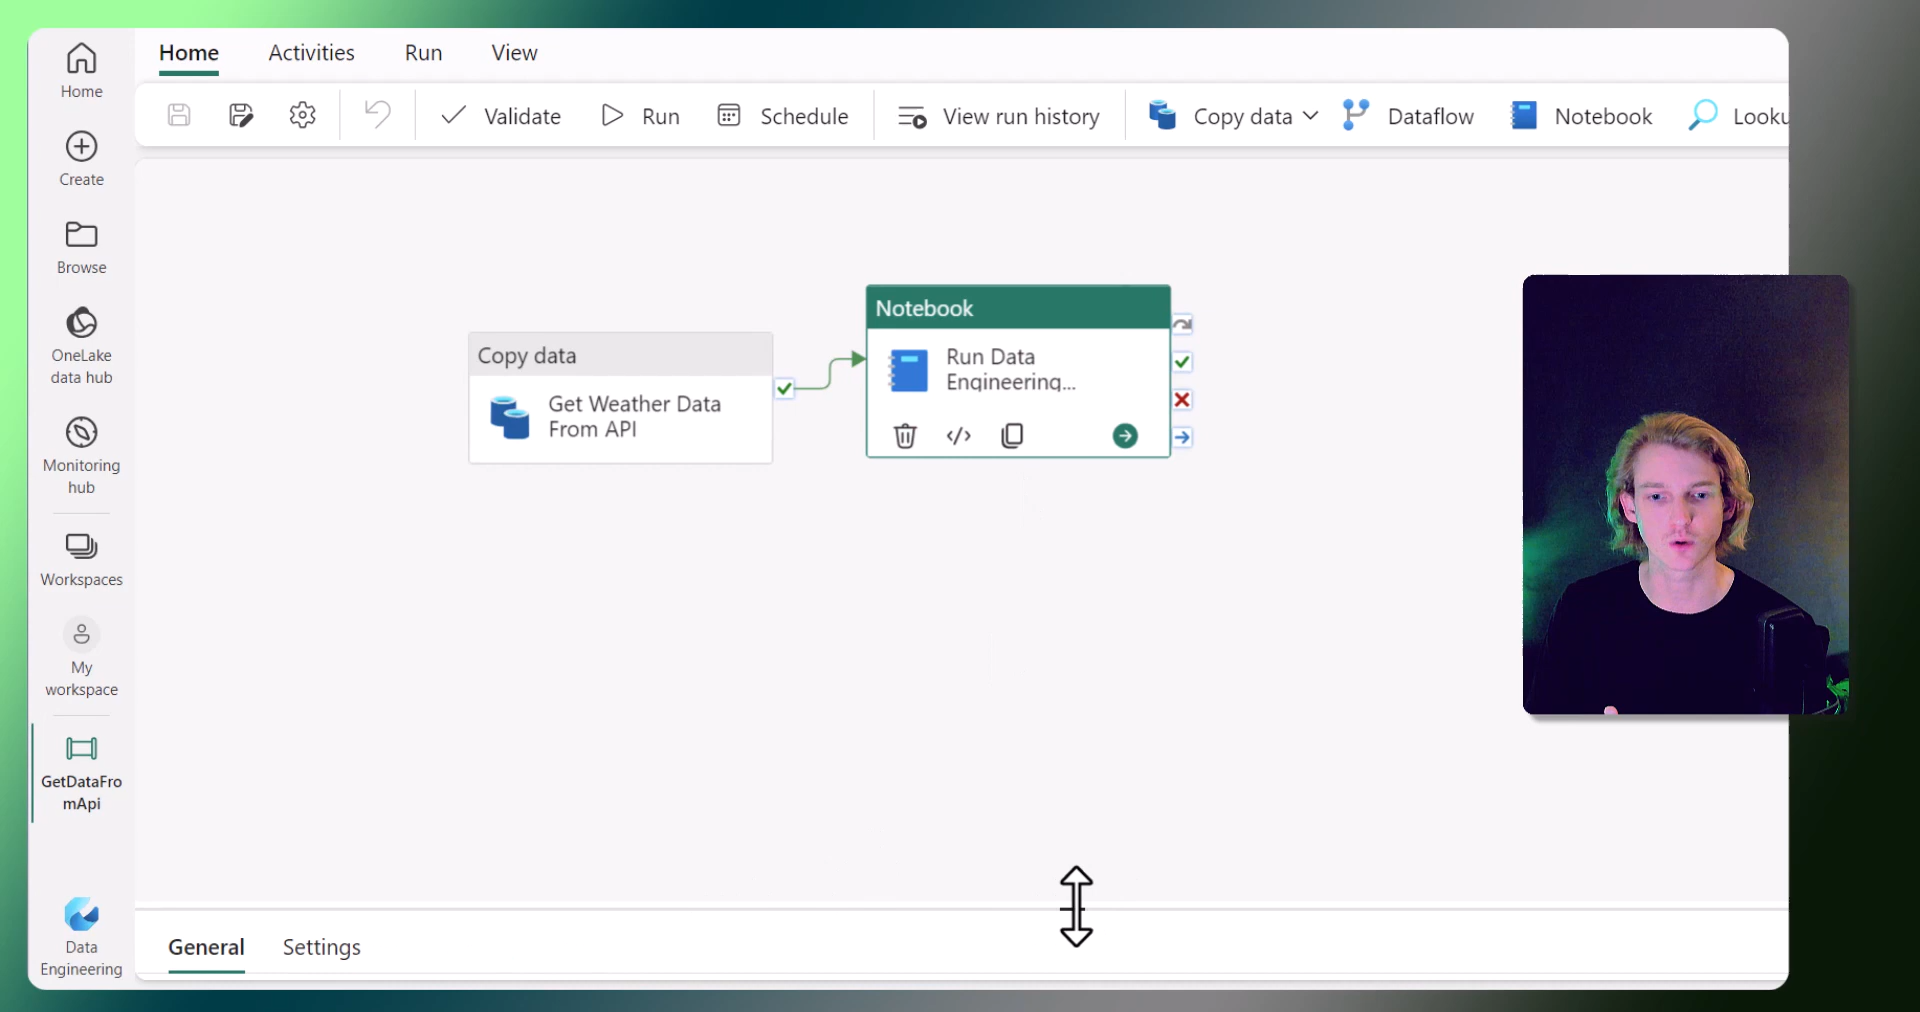 Home
Activities
Run
View
Validate
Run
Schedule
View run history
Copy data
Dataflow
Notebook
Looku
Home
Create
Browse
OneLake
data hub
Monitoring
hub
Workspaces
My
workspace
GetDataFro
mApi
Data
Engineering
Copy data
Get Weather Data
From API
Notebook
Run Data
Engineering...
General
Settings